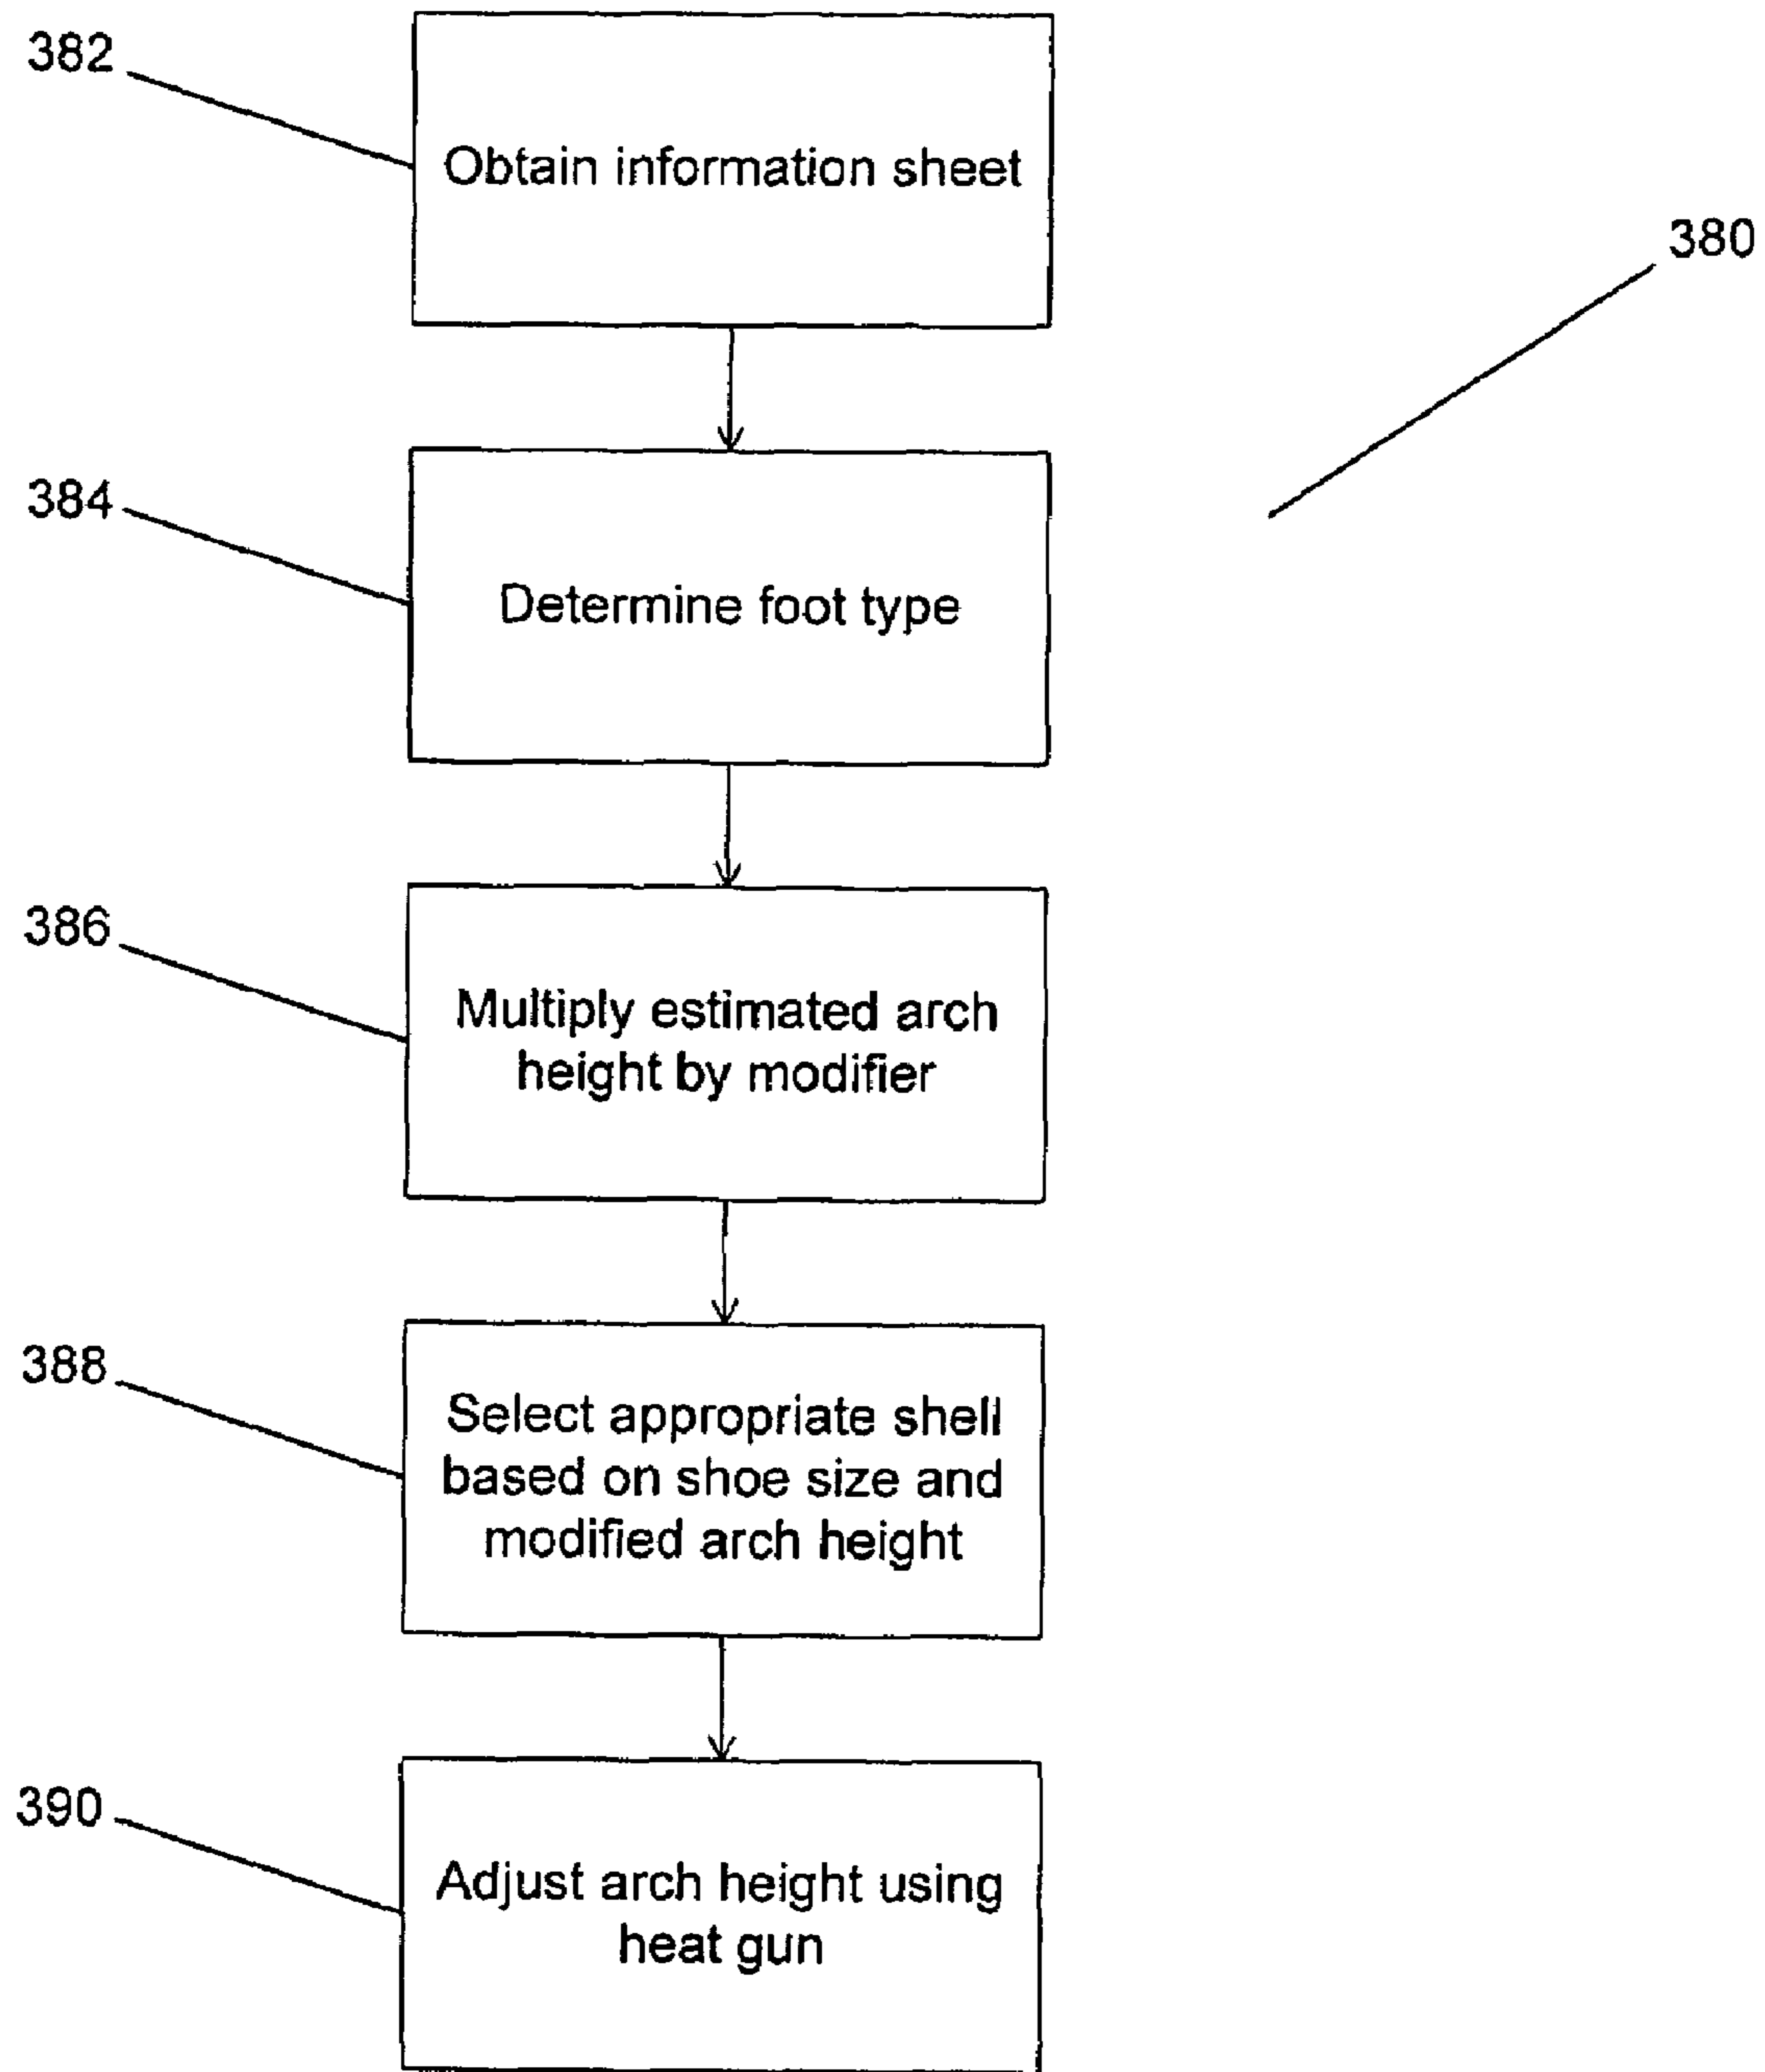 382
Obtain information sheet
380
384
Determine foot type
386
Multiply estimated arch
height by modifier
388
Select appropriate shell
based on shoe size and
modified arch height
390
Adjust arch height using
heat gun